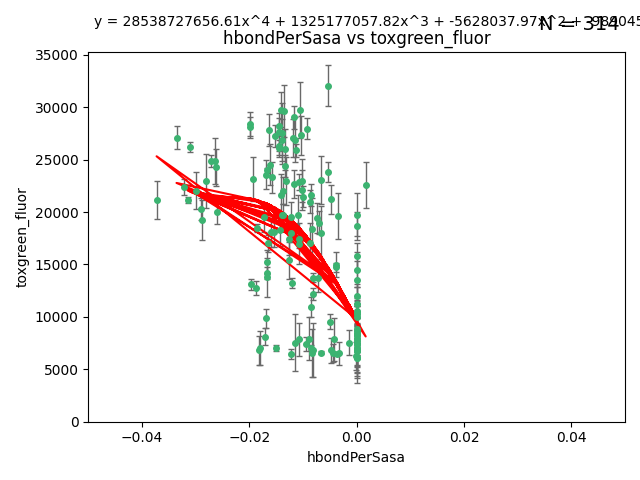 y = 28538727656.61x^4 + 1325177057.82x^3 + -5628037.97x^2 +
N = 314
hbondPerSasa vs toxgreen_fluor
35000
30000
25000
20000
15000
10000
5000
0
toxgreen_fluor
−0.04 −0.02 0.00 0.02 0.04
hbondPerSasa